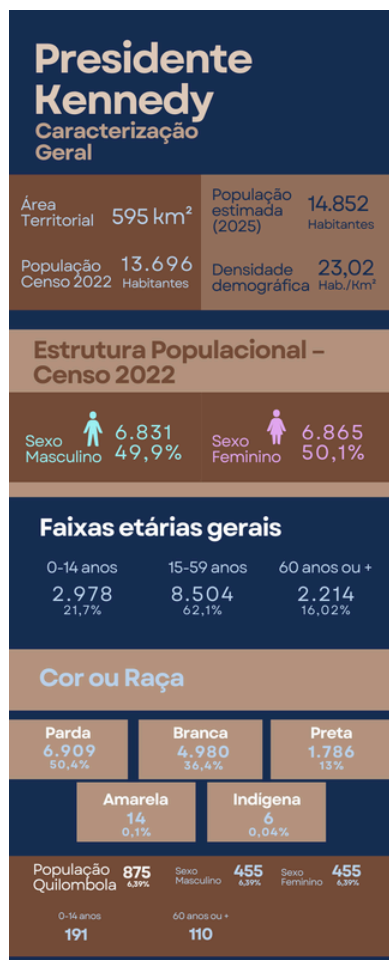 Presidente
Kennedy
Caracterização
Geral
Área
Territorial
595 km²
População
estimada
(2025)
14.852
Habitantes
População
Censo 2022
13.696
Habitantes
Densidade
demográfica
23,02
Hab./Km²
Estrutura Populacional –
Censo 2022
Sexo
Masculino
6.831
49,9%
Sexo
Feminino
6.865
50,1%
Faixas etárias gerais
0-14 anos
15-59 anos
60 anos ou +
2.978
8.504
2.214
21,7%
62,1%
16,02%
Cor ou Raça
Parda
6.909
50,4%
Branca
4.980
36,4%
Preta
1.786
13%
Amarela
14
0,1%
Indígena
6
0,04%
População
Quilombola
875
6,39%
Sexo
Masculino
455
6,39%
Sexo
Feminino
455
6,39%
0-14 anos
191
60 anos ou +
110